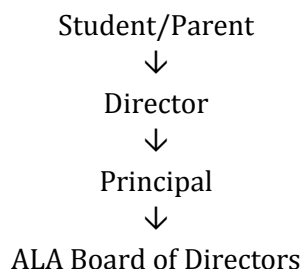 Student/Parent
↓
Director
↓
Principal
↓
ALA Board of Directors